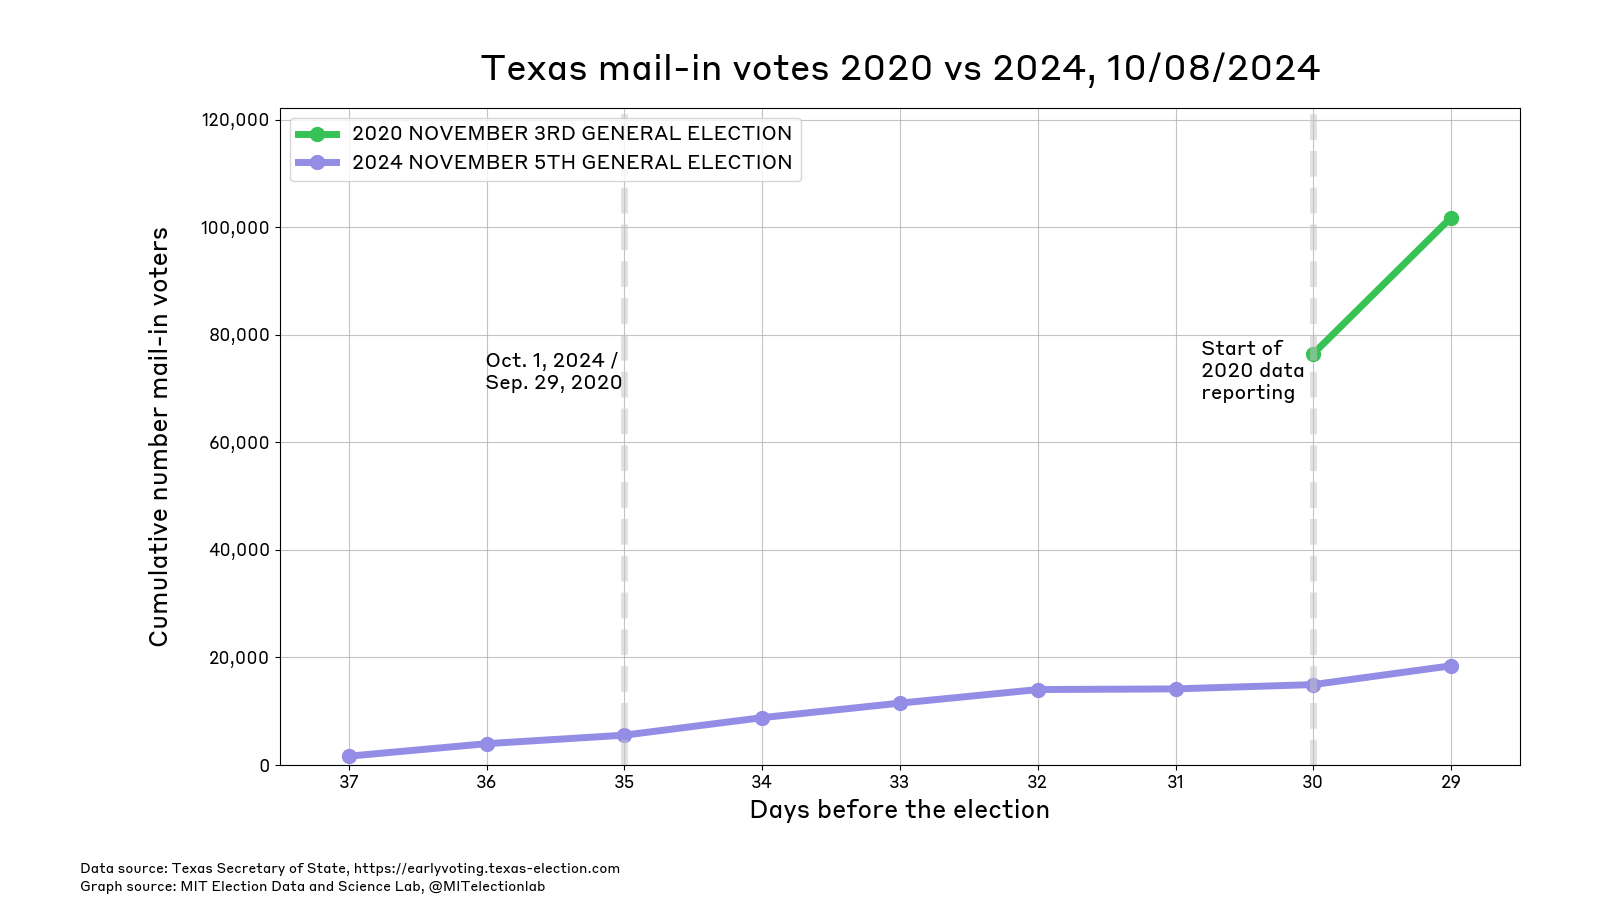 Texas mail-in votes 2020 vs 2024, 10/08/2024
2020 NOVEMBER 3RD GENERAL ELECTION
2024 NOVEMBER 5TH GENERAL ELECTION
Cumulative number mail-in voters
120,000
100,000
80,000
60,000
40,000
20,000
0
Oct. 1, 2024 /
Sep. 29, 2020
Start of
2020 data
reporting
37 36 35 34 33 32 31 30 29
Days before the election
Data source: Texas Secretary of State, https://earlyvoting.texas-election.com
Graph source: MIT Election Data and Science Lab, @MITelectionlab